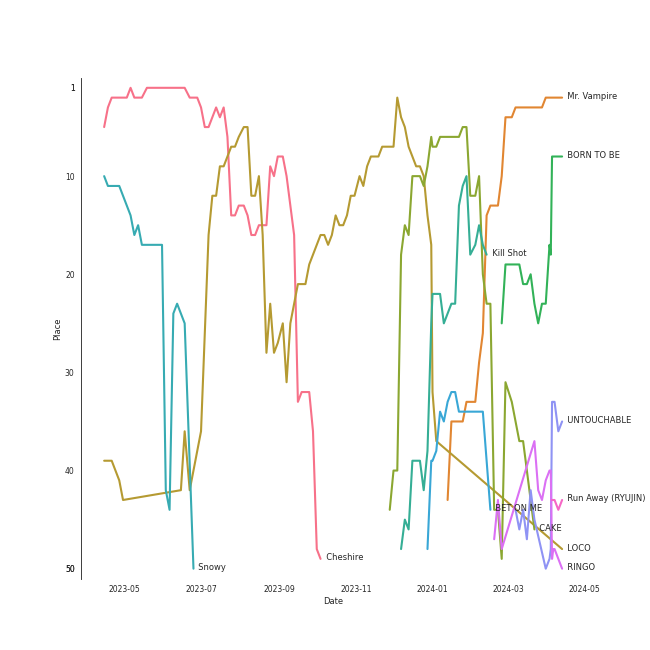 1
Mr. Vampire
BORN TO BE
10
Kill Shot
20
Place
30
UNTOUCHABLE
40
Run Away (RYUJIN)
BET ON ME
CAKE
LOCO
Cheshire
50
Snowy
RINGO
2023-05
2023-07
2023-09
2023-11
2024-01
2024-03
2024-05
Date